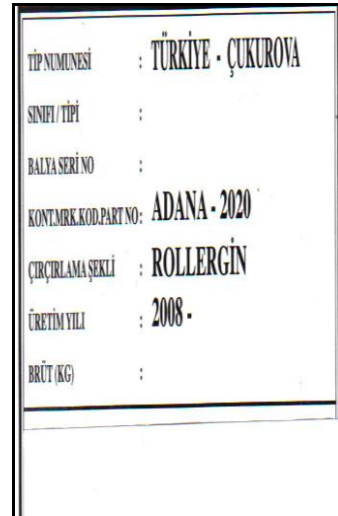 TİP NUMUNESİ : TÜRKİYE - ÇUKUROVA
SINIFI / TİPİ :
BALYA SERİ NO :
KONT.MRK.KOD.PART NO: ADANA - 2020
ÇIRÇIRLAMA ŞEKLİ : ROLLERGİN
ÜRETİM YILI : 2008 -
BRÜT (KG) :